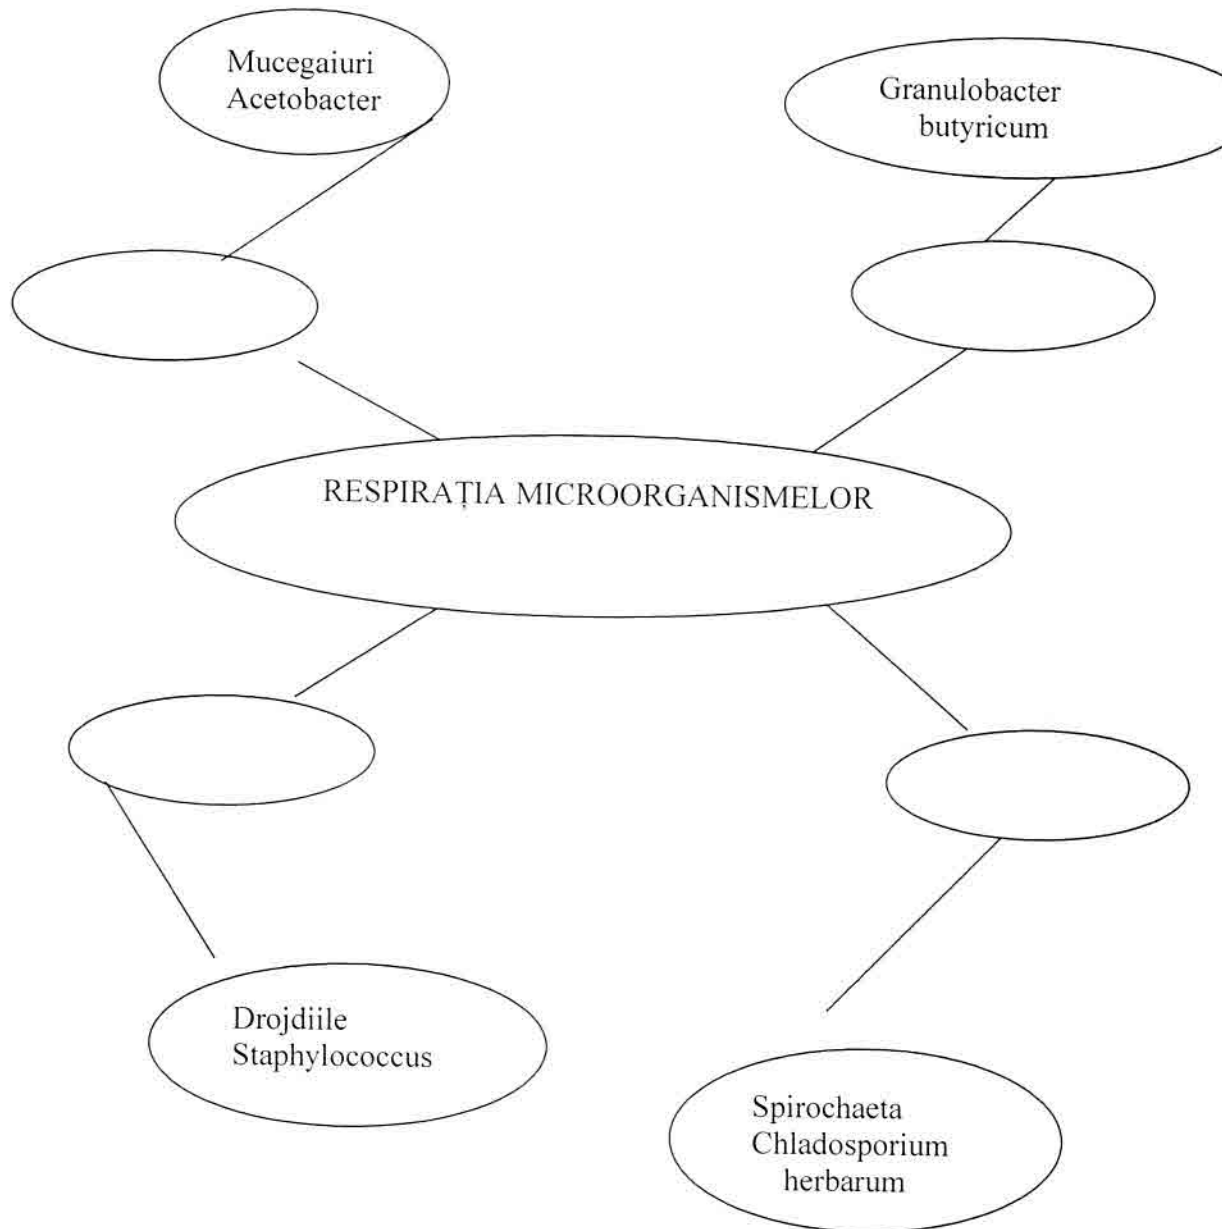 Mucegaiuri
Acetobacter
Granulobacter
butyricum
RESPIRAȚIA MICROORGANISMELOR
Drojdiile
Staphylococcus
Spirochaeta
Chladosporium
herbarum